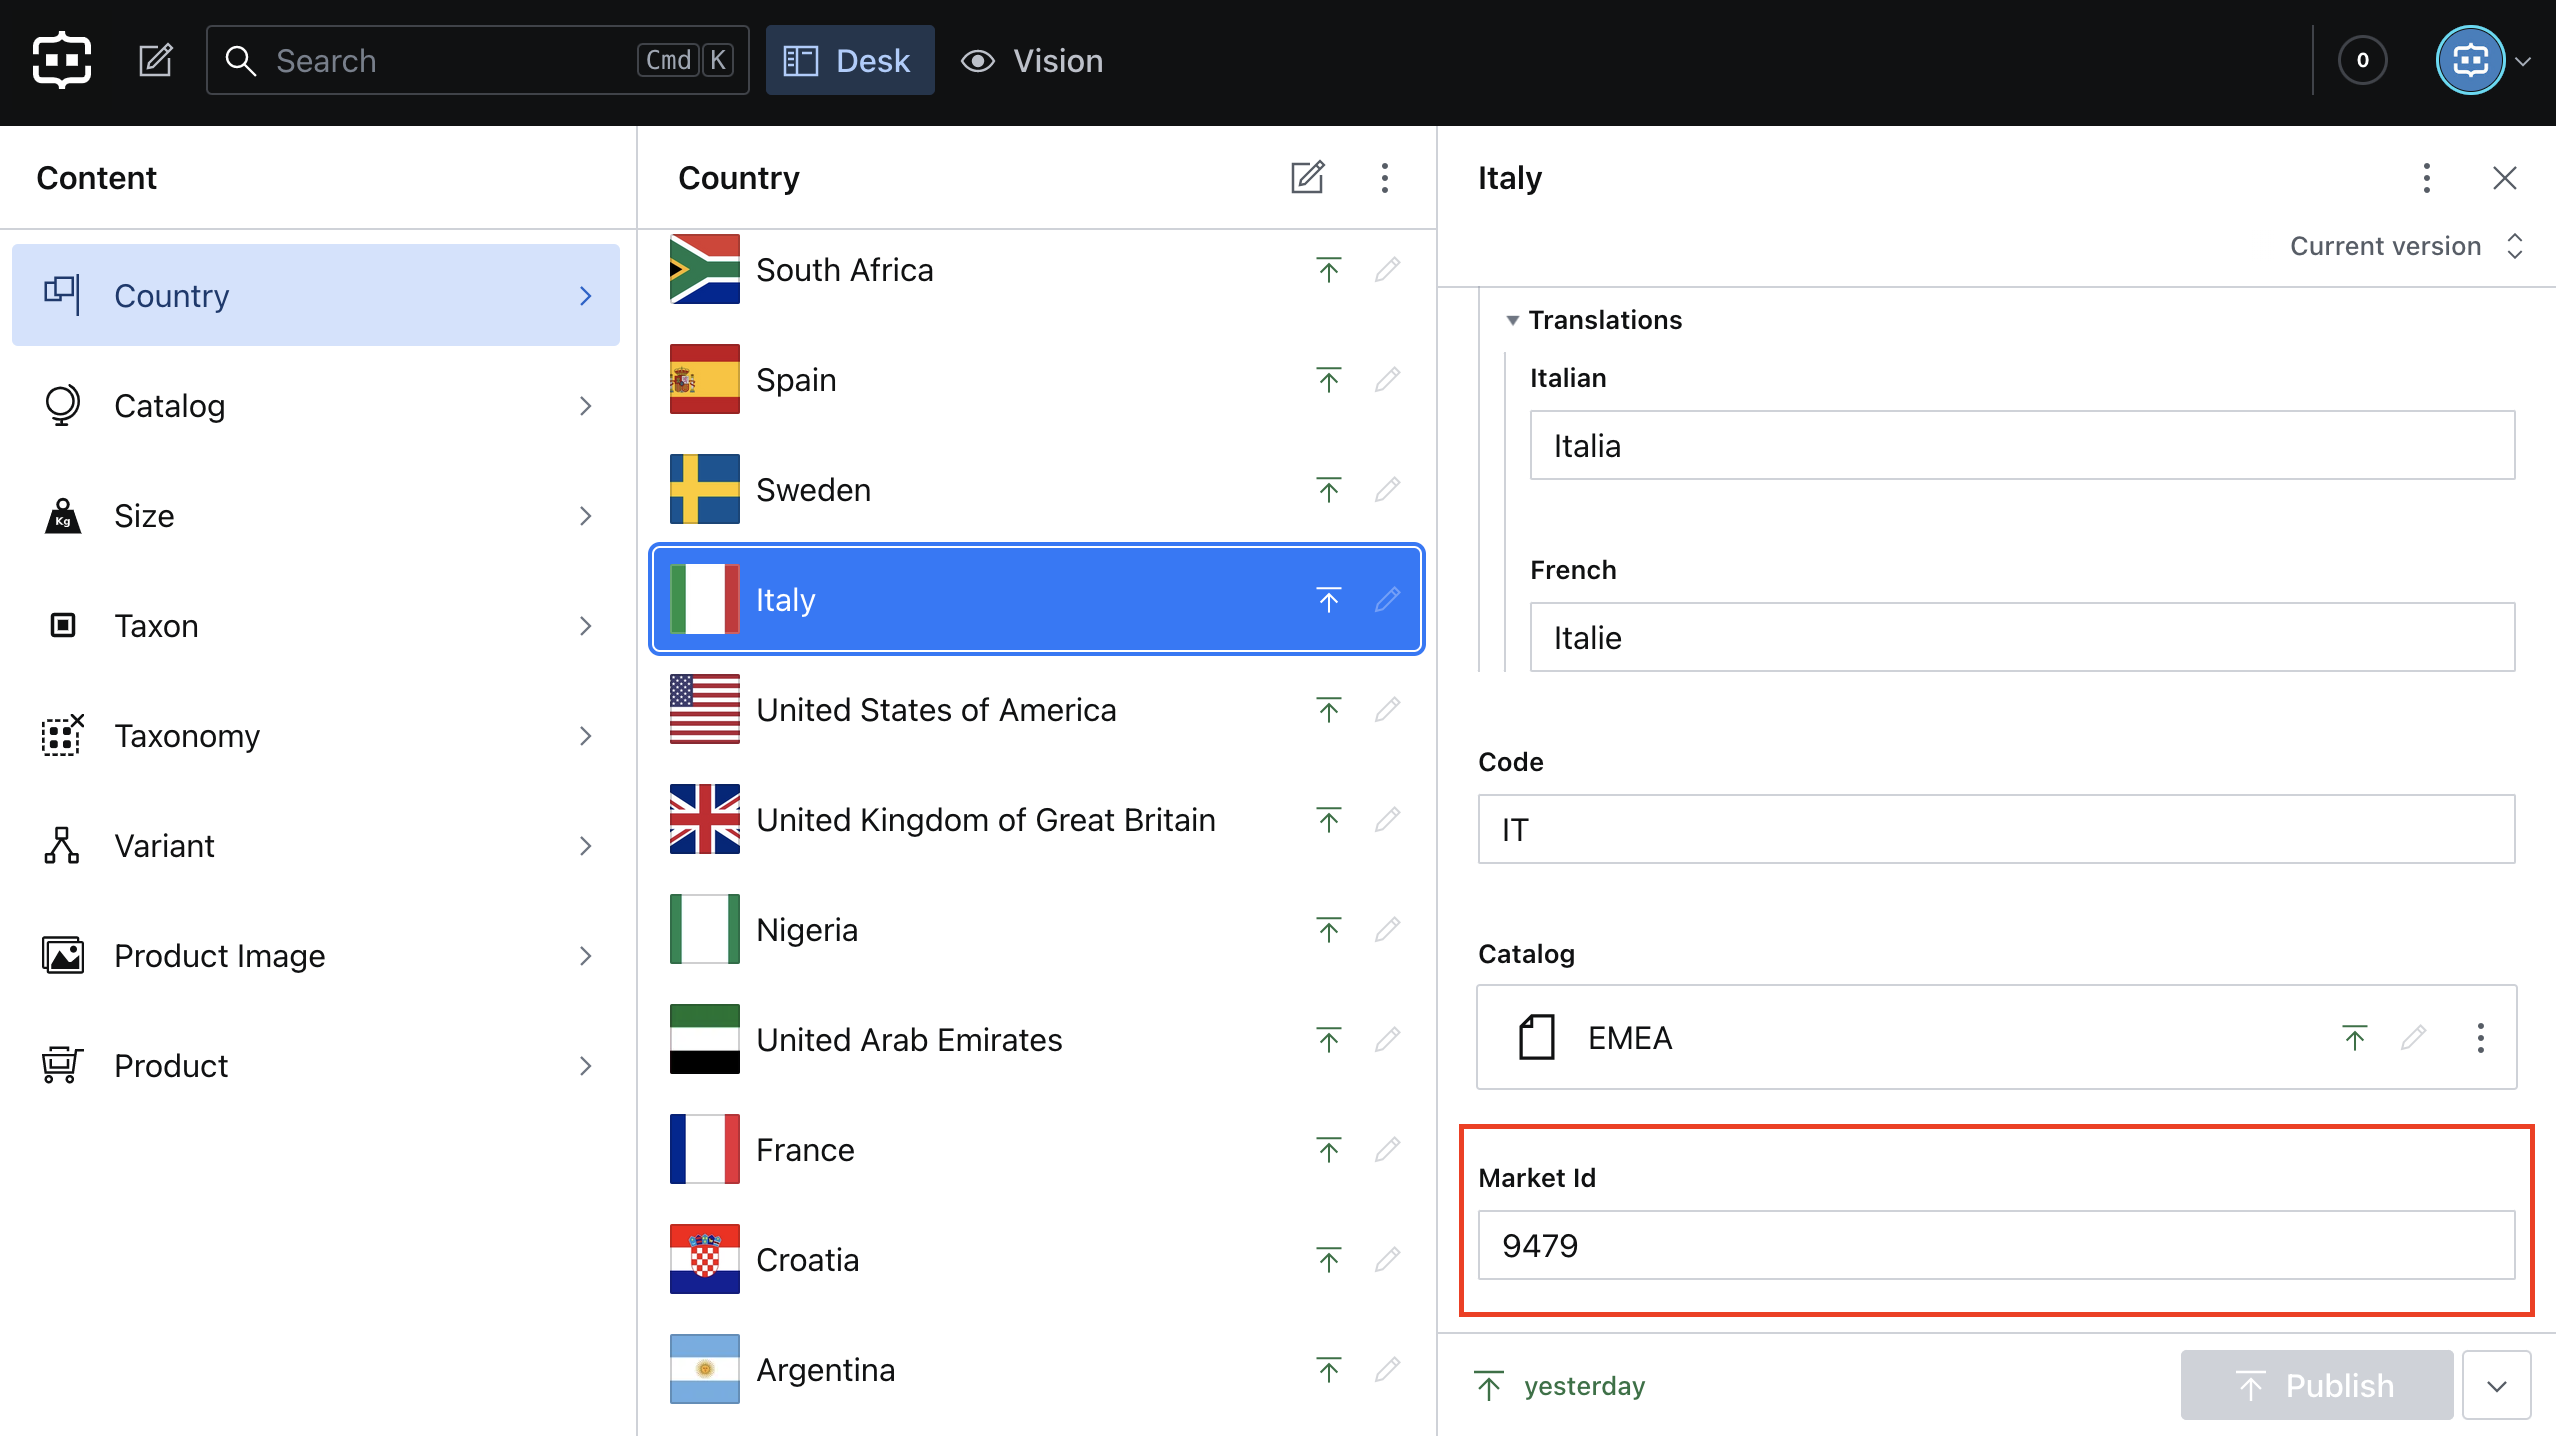 Search
Cmd K
Desk
Vision
0
Content
Country
Catalog
Size
Kg
Taxon
Taxonomy
Variant
Product Image
Product
Country
South Africa
Spain
Sweden
Italy
United States of America
United Kingdom of Great Britain
Nigeria
United Arab Emirates
France
Croatia
Argentina
Italy
Current version
Translations
Italian
Italia
French
Italie
Code
IT
Catalog
EMEA
Market Id
9479
yesterday
Publish